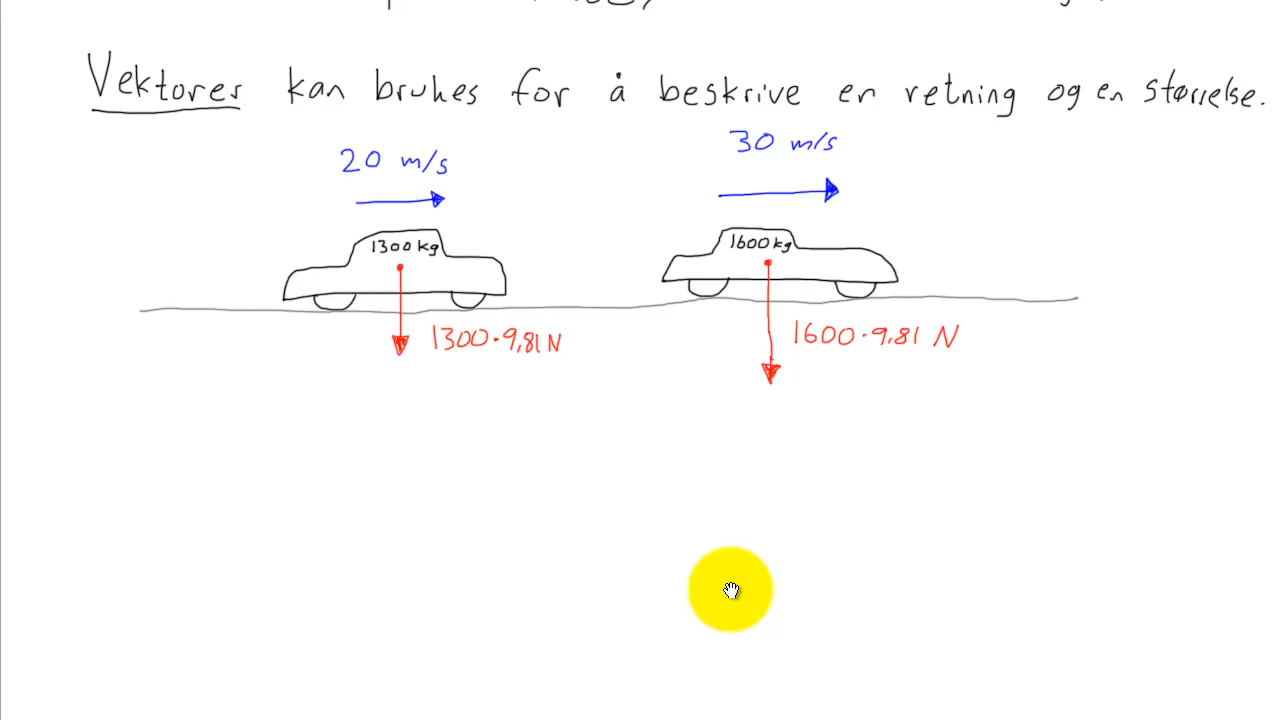 Vektorer kan brukes for å beskrive en retning og en størrelse.
20 m/s
30 m/s
1300 kg
1600 kg
1300·9,81 N
1600·9.81 N